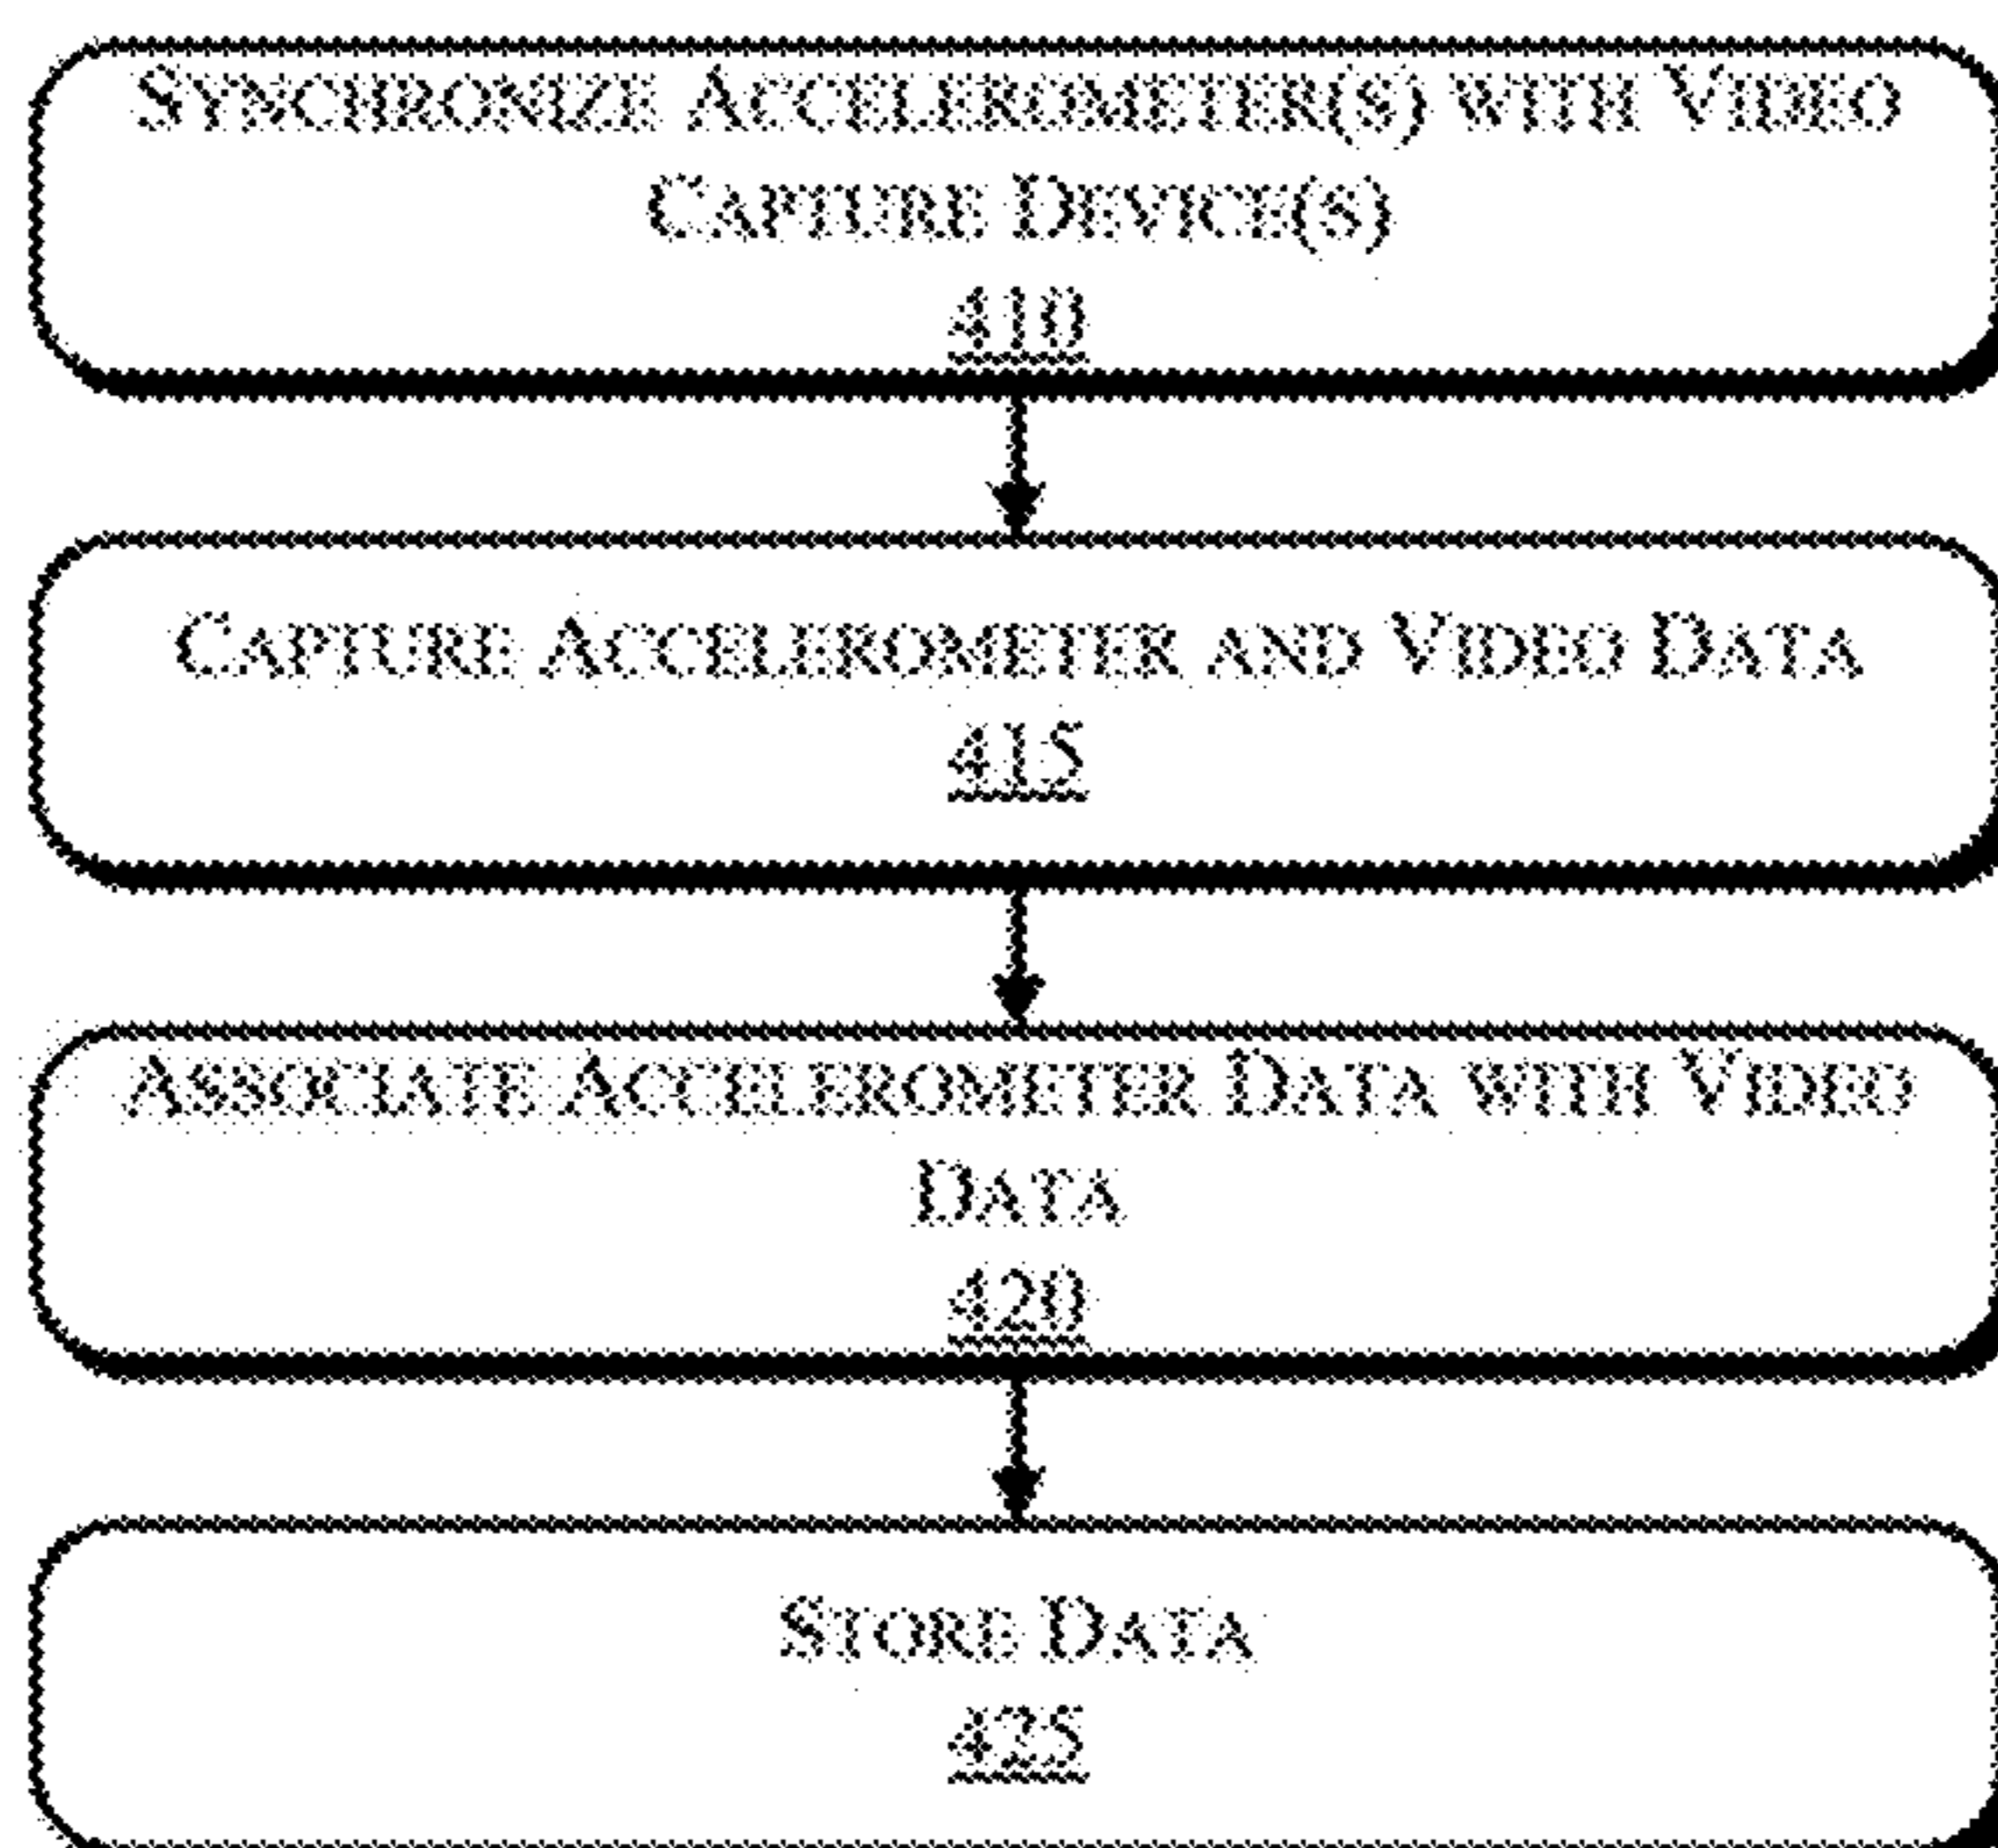 SYNCHRONIZE ACCELEROMETER(S) WITH VIDEO
CAPTURE DEVICE(S)
410
CAPTURE ACCELEROMETER AND VIDEO DATA
415
ASSOCIATE ACCELEROMETER DATA WITH VIDEO
DATA
420
STORE DATA
425